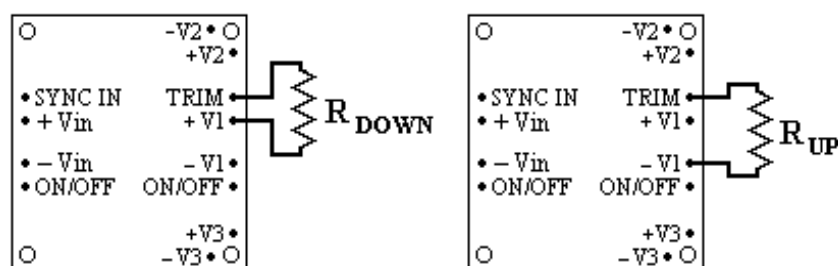 –V2
+V2
SYNC IN TRIM
+ Vin + V1
– Vin – V1
ON/OFF ON/OFF
+V3
–V3
R DOWN
–V2
+V2
SYNC IN TRIM
+ Vin + V1
– Vin – V1
ON/OFF ON/OFF
+V3
–V3
R UP